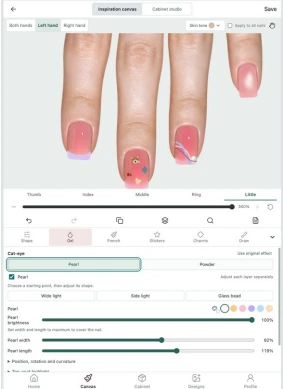 Inspiration canvas Cabinet studio Save
Both hands Left hand Right hand Skin tone Apply to all nails
Thumb Index Middle Ring Little
100%
Shape Gel French Stickers Charms Draw
Cat-eye Use original effect
Pearl Powder
Pearl Adjust each layer separately
Choose a starting point, then adjust its shape.
Wide light Side light Glass bead
Pearl
Pearl brightness 100%
Set width and length to maximum to cover the nail.
Pearl width 92%
Pearl length 119%
Position, rotation and curvature
Home Canvas Cabinet Designs Profile